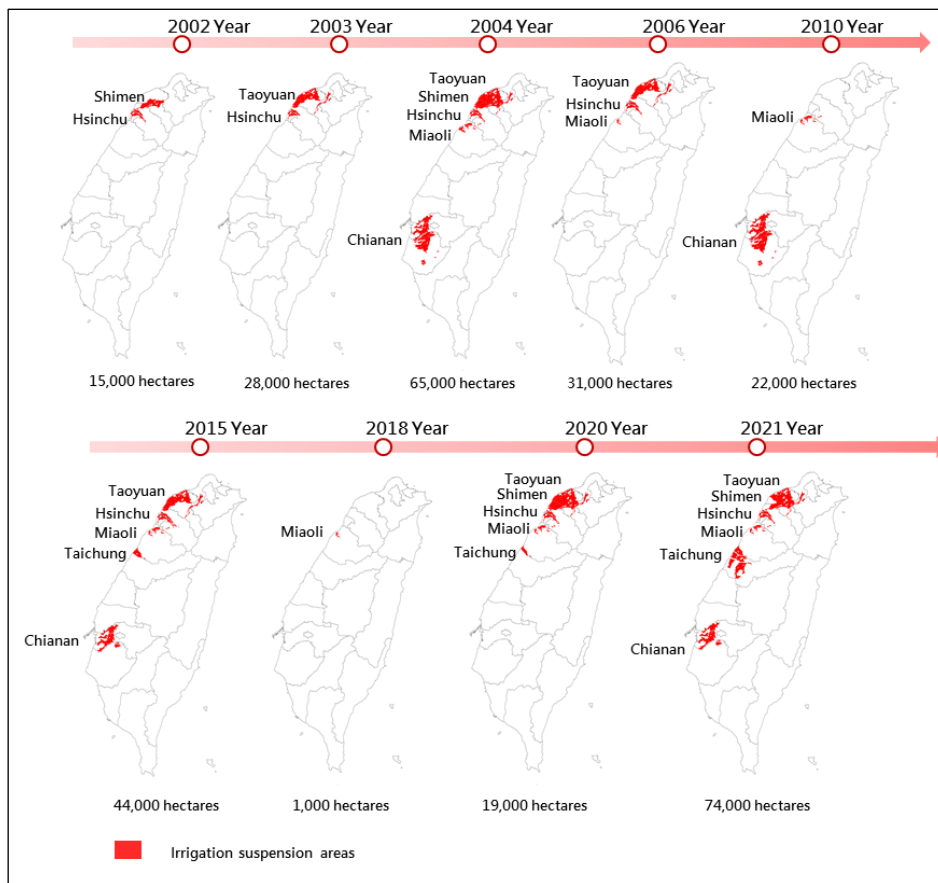 2002 Year
2003 Year
2004 Year
2006 Year
2010 Year
Shimen
Hsinchu
Taoyuan
Hsinchu
Taoyuan
Shimen
Hsinchu
Miaoli
Chianan
Taoyuan
Hsinchu
Miaoli
Miaoli
Chianan
15,000 hectares
28,000 hectares
65,000 hectares
31,000 hectares
22,000 hectares
2015 Year
2018 Year
2020 Year
2021 Year
Taoyuan
Hsinchu
Miaoli
Taichung
Chianan
Miaoli
Taoyuan
Shimen
Hsinchu
Miaoli
Taichung
Taoyuan
Shimen
Hsinchu
Miaoli
Taichung
Chianan
44,000 hectares
1,000 hectares
19,000 hectares
74,000 hectares
Irrigation suspension areas